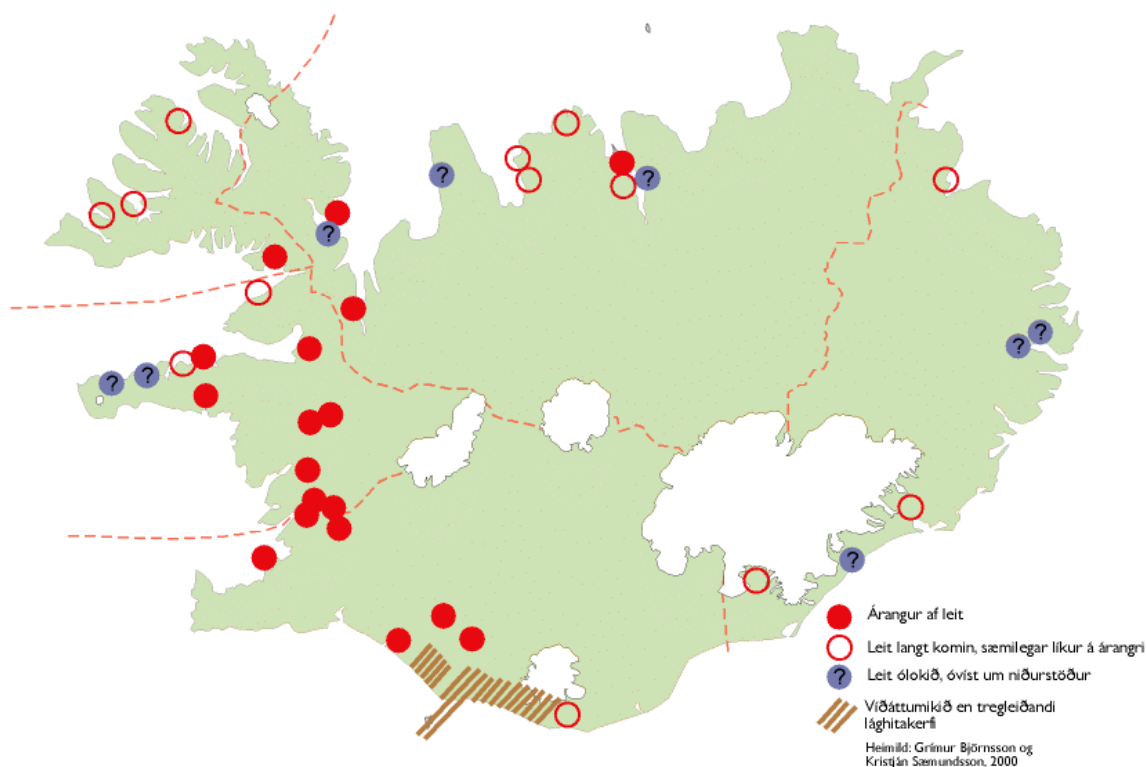 ?
?
?
?
?
?
?
?
Árangur af leit
Leit langt komin, sæmilegar líkur á árangri
? Leit ólokið, óvíst um niðurstöður
Víðáttumikið en tregleiðandi
lághitakerfi
Heimild: Grímur Björnsson og
Kristján Sæmundsson, 2000